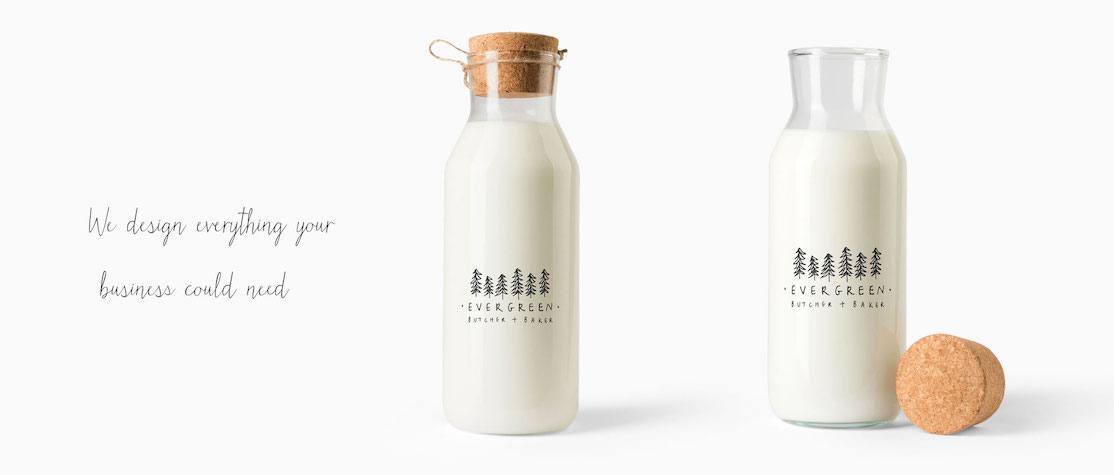 We design everything your
business could need
· EVERGREEN ·
BUTCHER + BAKER
· EVERGREEN ·
BUTCHER + BAKER